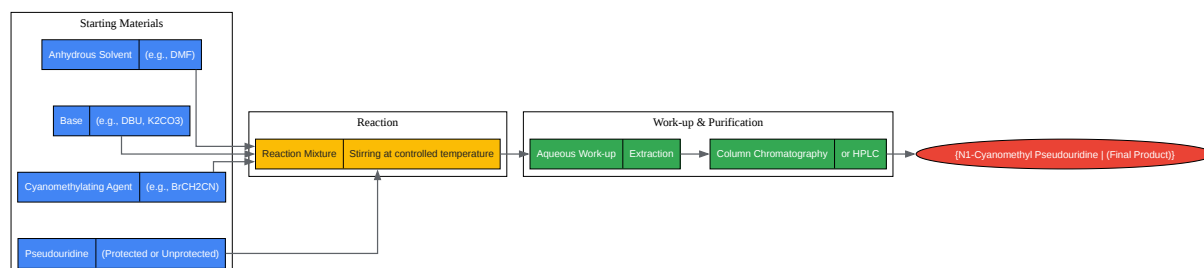 Starting Materials
Anhydrous Solvent (e.g., DMF)
Base (e.g., DBU, K2CO3)
Cyanomethylating Agent (e.g., BrCH2CN)
Pseudouridine (Protected or Unprotected)
Reaction
Reaction Mixture Stirring at controlled temperature
Work-up & Purification
Aqueous Work-up Extraction
Column Chromatography or HPLC
{N1-Cyanomethyl Pseudouridine | (Final Product)}